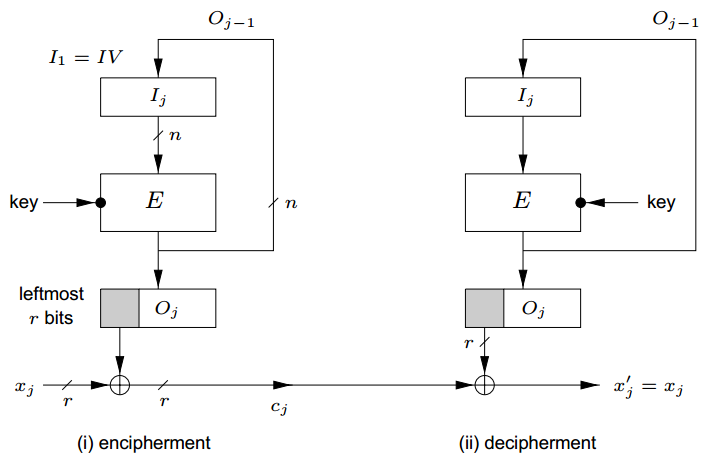 O_{j−1}
O_{j−1}
I_1 = IV
I_j
I_j
n
key
E
n
E
key
leftmost
r bits
O_j
O_j
r
x_j
r
r
c_j
x′_j = x_j
(i) encipherment
(ii) decipherment